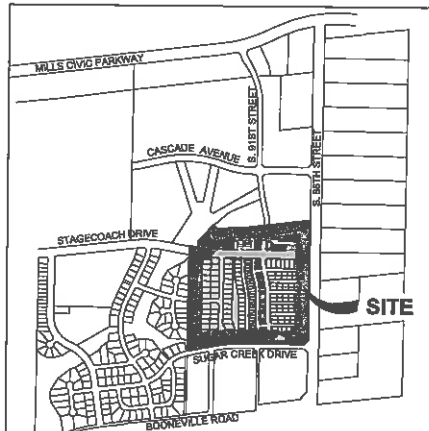 MILLS CIVIC PARKWAY
S. 91ST STREET
CASCADE AVENUE
S. 88TH STREET
STAGECOACH DRIVE
SITE
SUGAR CREEK DRIVE
BOONEVILLE ROAD